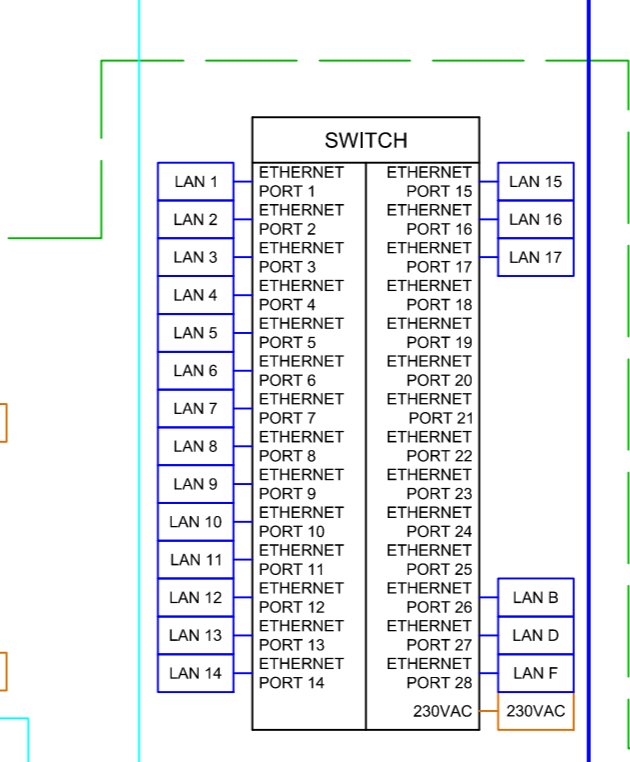 SWITCH
LAN 1 ETHERNET PORT 1
LAN 2 ETHERNET PORT 2
LAN 3 ETHERNET PORT 3
LAN 4 ETHERNET PORT 4
LAN 5 ETHERNET PORT 5
LAN 6 ETHERNET PORT 6
LAN 7 ETHERNET PORT 7
LAN 8 ETHERNET PORT 8
LAN 9 ETHERNET PORT 9
LAN 10 ETHERNET PORT 10
LAN 11 ETHERNET PORT 11
LAN 12 ETHERNET PORT 12
LAN 13 ETHERNET PORT 13
LAN 14 ETHERNET PORT 14
ETHERNET PORT 15 LAN 15
ETHERNET PORT 16 LAN 16
ETHERNET PORT 17 LAN 17
ETHERNET PORT 18
ETHERNET PORT 19
ETHERNET PORT 20
ETHERNET PORT 21
ETHERNET PORT 22
ETHERNET PORT 23
ETHERNET PORT 24
ETHERNET PORT 25
ETHERNET PORT 26 LAN B
ETHERNET PORT 27 LAN D
ETHERNET PORT 28 LAN F
230VAC 230VAC